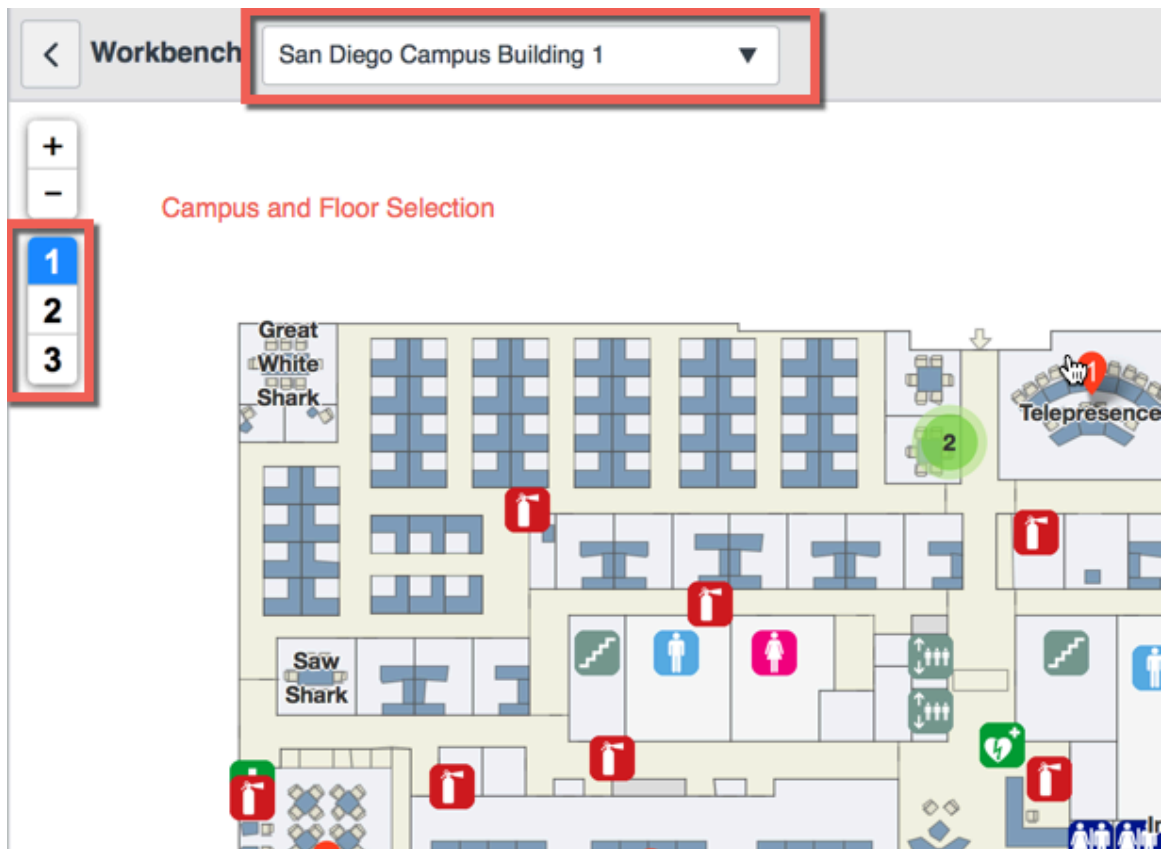 Workbench
San Diego Campus Building 1
+
−
Campus and Floor Selection
1
2
3
Great
White
Shark
1
Telepresence
2
Saw
Shark